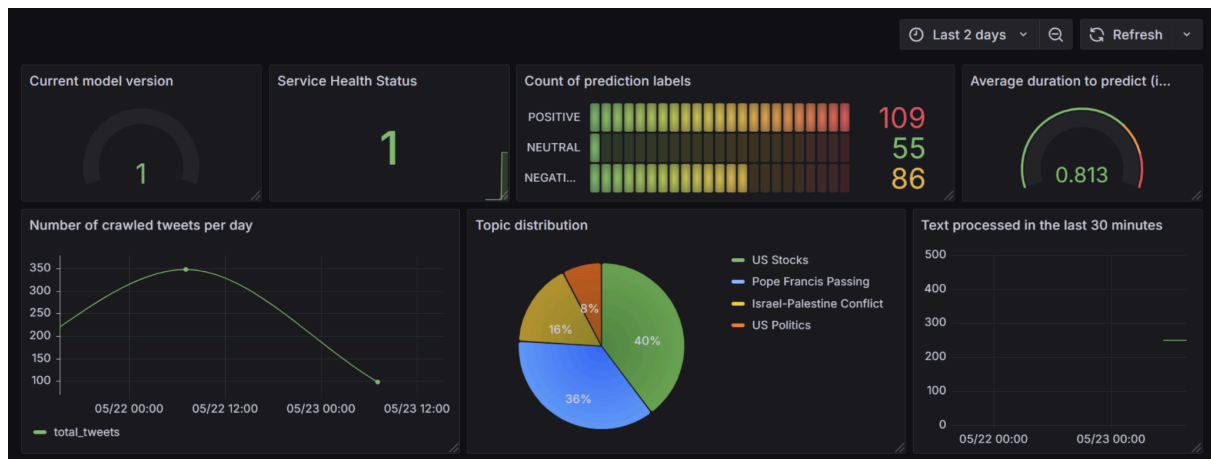 Last 2 days
Refresh
Current model version
1
Service Health Status
1
Count of prediction labels
POSITIVE
109
NEUTRAL
55
NEGATI...
86
Average duration to predict (i...
0.813
Number of crawled tweets per day
350
300
250
200
150
100
05/22 00:00
05/22 12:00
05/23 00:00
05/23 12:00
total_tweets
Topic distribution
8%
16%
40%
36%
US Stocks
Pope Francis Passing
Israel-Palestine Conflict
US Politics
Text processed in the last 30 minutes
500
400
300
200
100
0
05/22 00:00
05/23 00:00